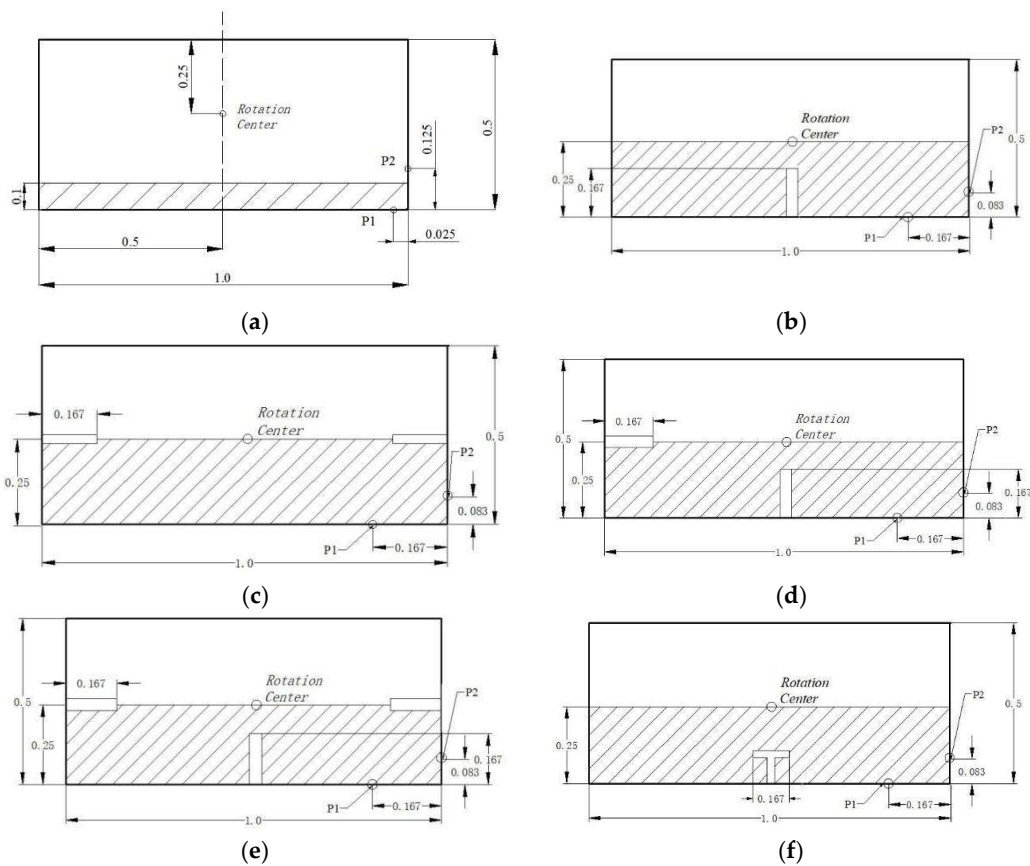 0.25
Rotation
Center
0.5
0.125
P2
0.1
P1
0.025
0.5
1.0
(a)
Rotation
Center
P2
0.5
0.25
0.167
0.083
P1
0.167
1.0
(b)
0.167
Rotation
Center
0.5
P2
0.25
0.083
P1
0.167
1.0
(c)
0.167
Rotation
Center
P2
0.5
0.25
0.167
0.083
P1
0.167
1.0
(d)
0.167
Rotation
Center
P2
0.5
0.25
0.167
0.083
P1
0.167
1.0
(e)
Rotation
Center
P2
0.5
0.25
0.083
0.167
P1
0.167
1.0
(f)